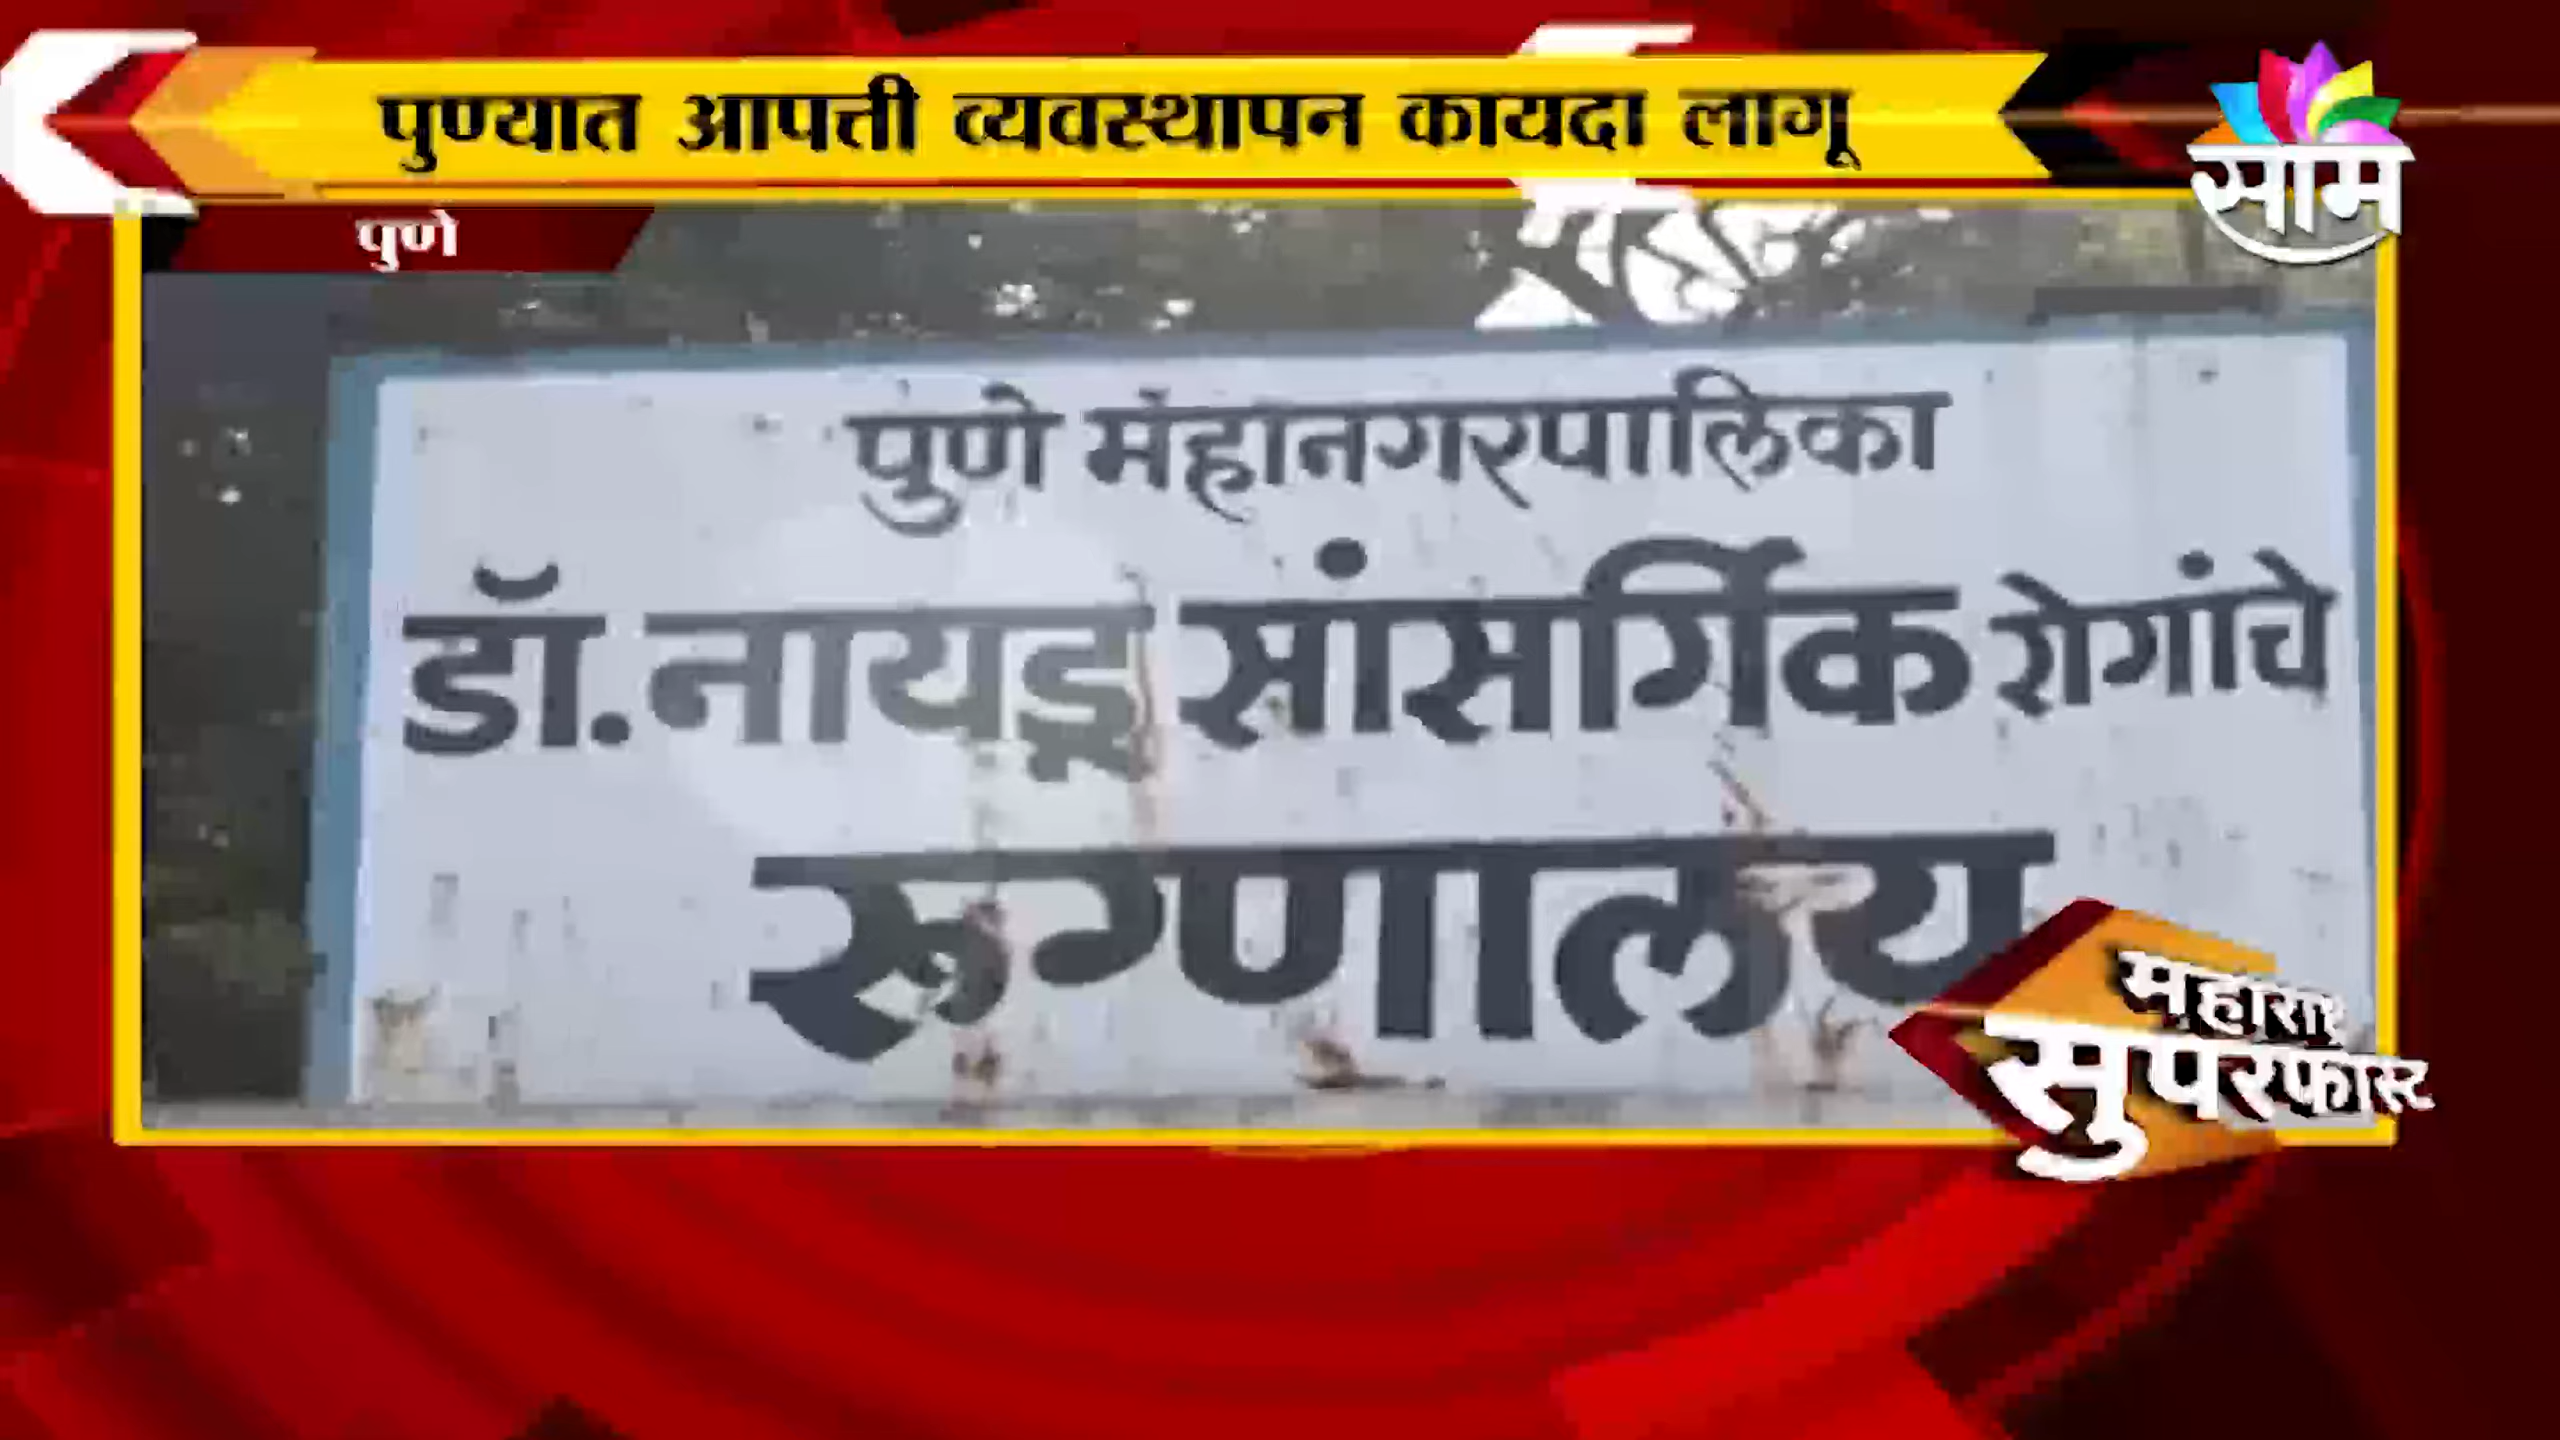 पुण्यात आपत्ती व्यवस्थापन कायदा लागू
साम
पुणे
पुणे महानगरपालिका
डॉ. नायडू सांसर्गिक रोगांचे
रुग्णालय
सुपरफास्ट